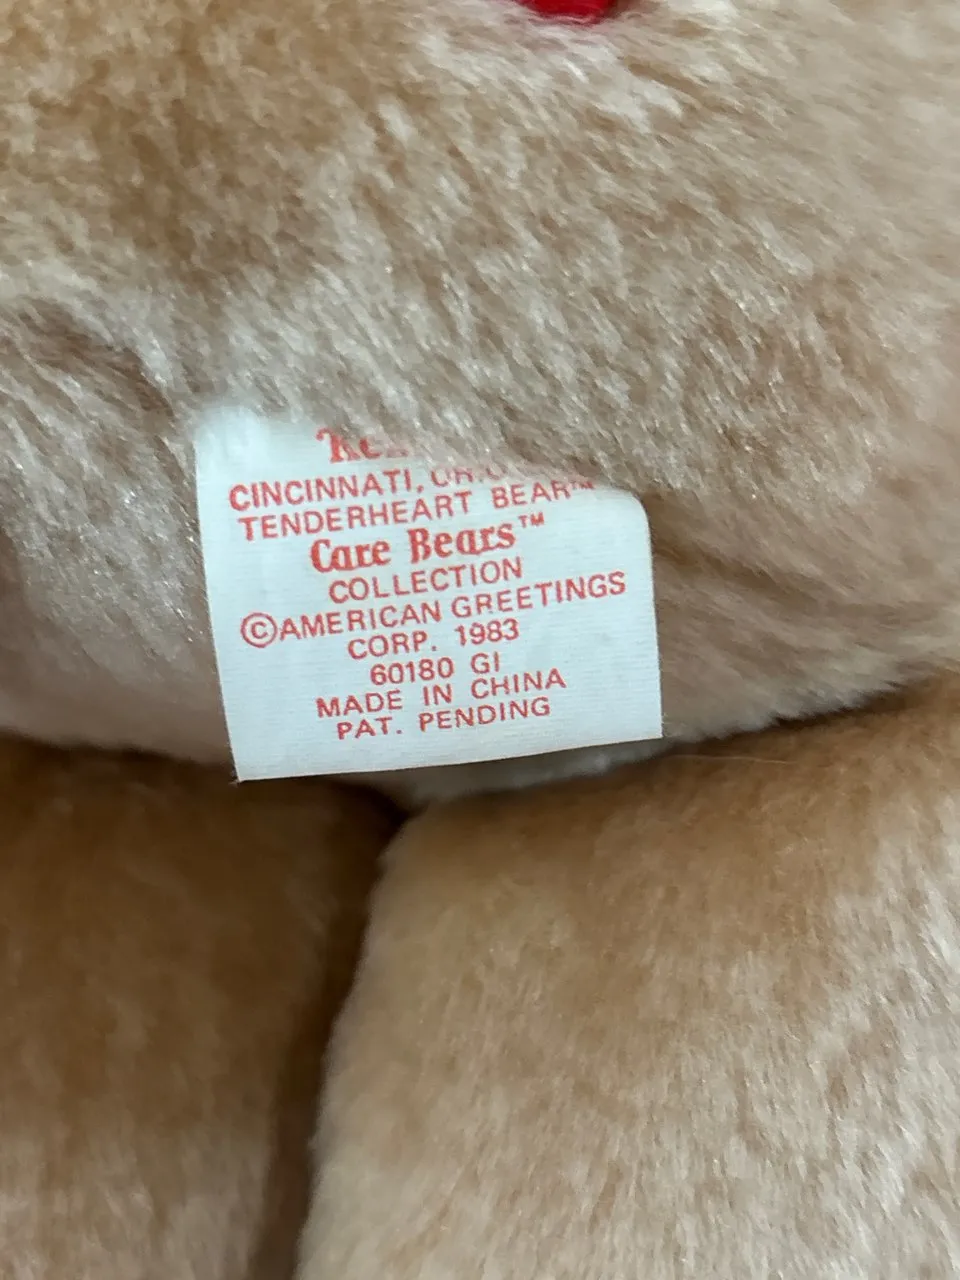 CINCINNATI,
TENDERHEART BEAR™
Care Bears™
COLLECTION
©AMERICAN GREETINGS
CORP. 1983
60180 GI
MADE IN CHINA
PAT. PENDING